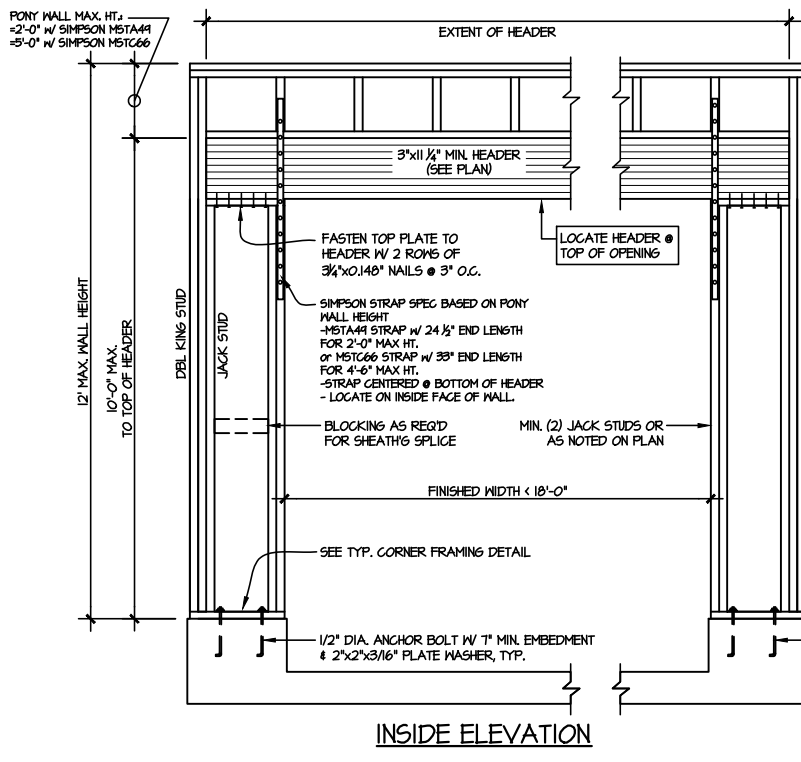 PONY WALL MAX. HT.:
=2'-0" W/ SIMPSON MSTA49
=5'-0" W/ SIMPSON MSTC66
EXTENT OF HEADER
3"x11 1/4" MIN. HEADER
(SEE PLAN)
FASTEN TOP PLATE TO
HEADER W/ 2 ROWS OF
3 1/4"x0.148" NAILS @ 3" O.C.
LOCATE HEADER @
TOP OF OPENING
SIMPSON STRAP SPEC BASED ON PONY
WALL HEIGHT
-MSTA49 STRAP W/ 24 1/2" END LENGTH
FOR 2'-0" MAX HT.
or MSTC66 STRAP W/ 33" END LENGTH
FOR 4'-6" MAX HT.
-STRAP CENTERED @ BOTTOM OF HEADER
- LOCATE ON INSIDE FACE OF WALL.
12' MAX. WALL HEIGHT
10'-0" MAX.
TO TOP OF HEADER
DBL KING STUD
JACK STUD
BLOCKING AS REQ'D
FOR SHEATH'G SPLICE
MIN. (2) JACK STUDS OR
AS NOTED ON PLAN
FINISHED WIDTH < 18'-0"
SEE TYP. CORNER FRAMING DETAIL
1/2" DIA. ANCHOR BOLT W/ 7" MIN. EMBEDMENT
& 2"x2"x3/16" PLATE WASHER, TYP.
INSIDE ELEVATION